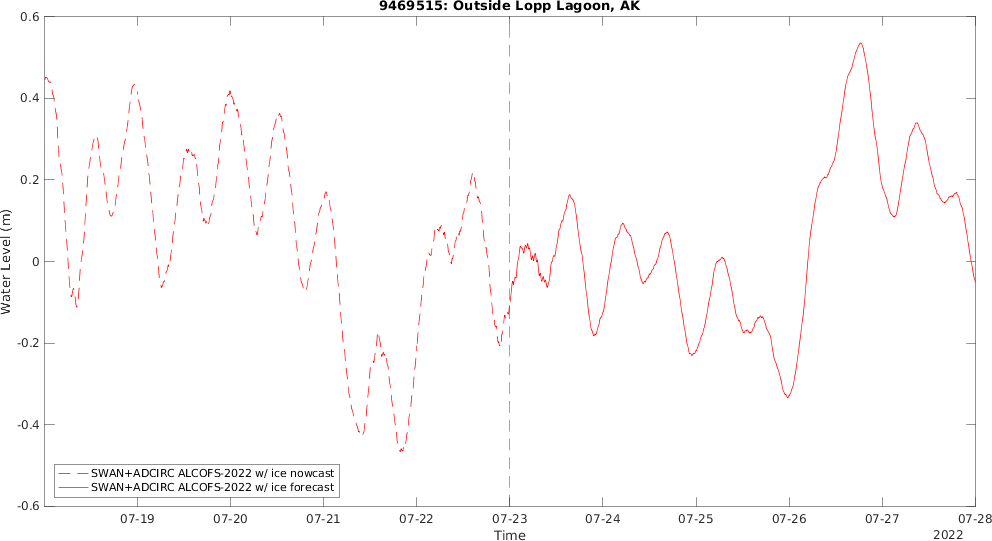 9469515: Outside Lopp Lagoon, AK
0.6
0.4
0.2
0
-0.2
-0.4
-0.6
Water Level (m)
SWAN+ADCIRC ALCOFS-2022 w/ ice nowcast
SWAN+ADCIRC ALCOFS-2022 w/ ice forecast
07-19 07-20 07-21 07-22 07-23 07-24 07-25 07-26 07-27 07-28
Time
2022